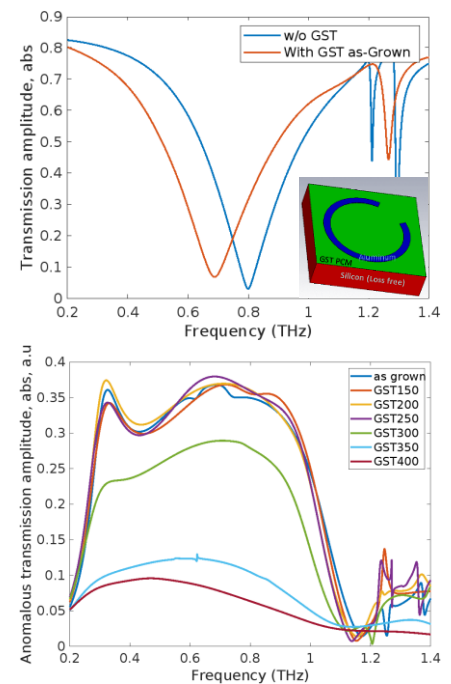 0.9
0.8
0.7
0.6
0.5
0.4
0.3
0.2
0.1
0
Transmission amplitude, abs
w/o GST
With GST as-Grown
Aluminum
GST PCM
Silicon (Loss free)
0.2 0.4 0.6 0.8 1 1.2 1.4
Frequency (THz)
0.4
0.35
0.3
0.25
0.2
0.15
0.1
0.05
0
Anomalous transmission amplitude, abs, a.u
as grown
GST150
GST200
GST250
GST300
GST350
GST400
0.2 0.4 0.6 0.8 1 1.2 1.4
Frequency (THz)